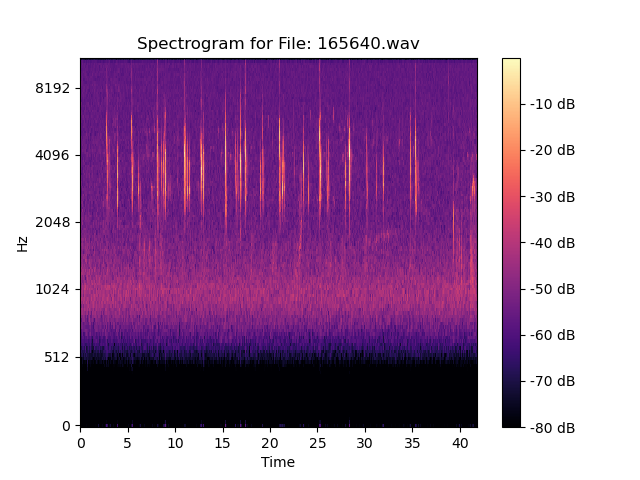 Spectrogram for File: 165640.wav
8192
4096
2048
1024
512
0
Hz
0 5 10 15 20 25 30 35 40
Time
-10 dB
-20 dB
-30 dB
-40 dB
-50 dB
-60 dB
-70 dB
-80 dB